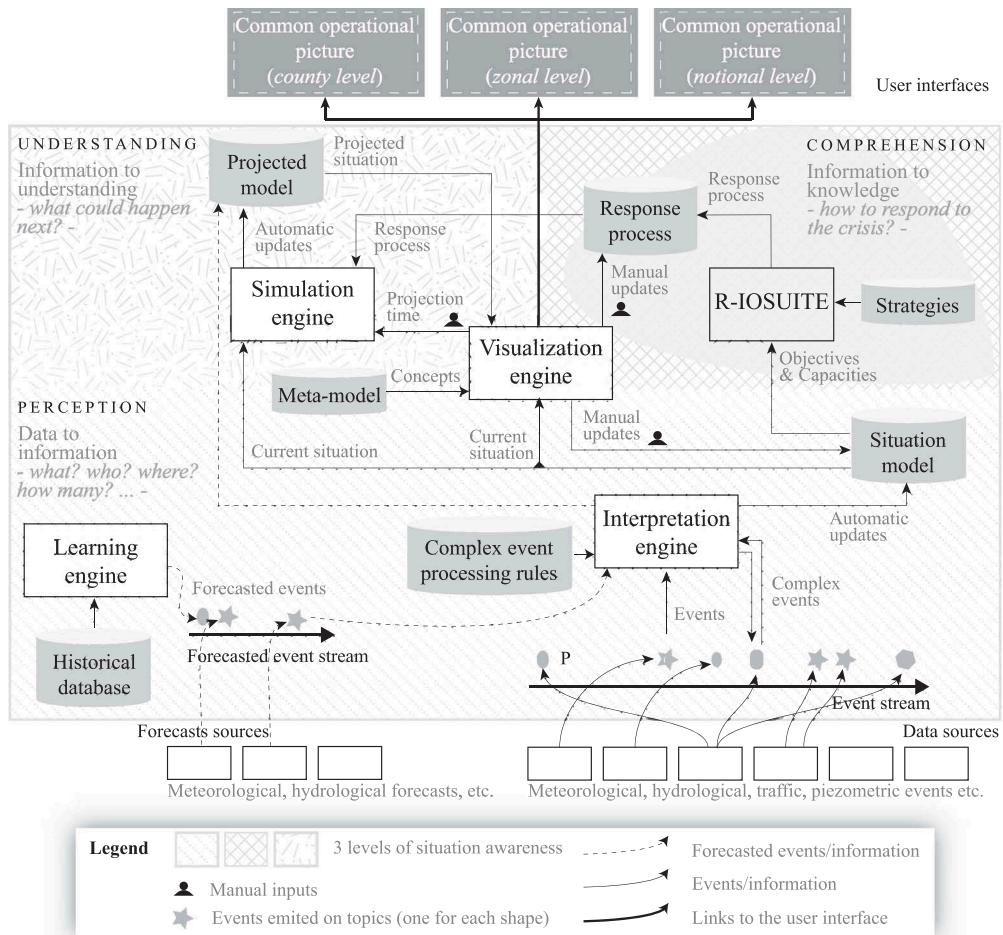 Common operational
picture
(county level)
Common operational
picture
(zonal level)
Common operational
picture
(notional level)
User interfaces
UNDERSTANDING
Information to
understanding
- what could happen
next? -
Projected
model
Projected
situation
COMPREHENSION
Information to
knowledge
- how to respond to
the crisis? -
Response
process
Response
process
Automatic
updates
Response
process
Manual
updates
Simulation
engine
Projection
time
R-IOSUITE
Strategies
Visualization
engine
Objectives
& Capacities
Meta-model
Concepts
PERCEPTION
Data to
information
- what? who? where?
how many? ... -
Current situation
Current
situation
Manual
updates
Situation
model
Interpretation
engine
Automatic
updates
Learning
engine
Complex event
processing rules
Forecasted events
Complex
events
Events
Historical
database
Forecasted event stream
P
Event stream
Forecasts sources
Data sources
Meteorological, hydrological forecasts, etc.
Meteorological, hydrological, traffic, piezometric events etc.
Legend
3 levels of situation awareness
Forecasted events/information
Manual inputs
Events/information
Events emited on topics (one for each shape)
Links to the user interface